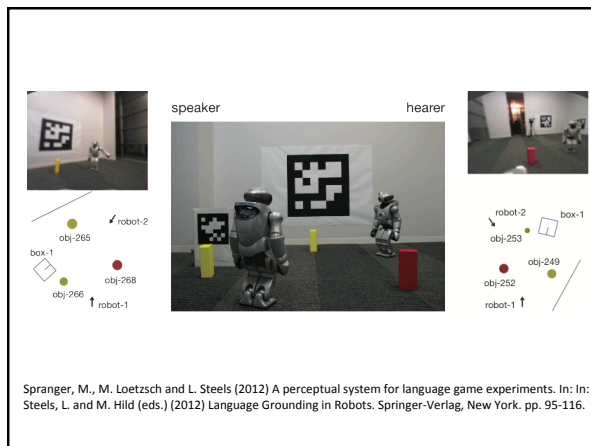 speaker
hearer
robot-2
obj-265
box-1
obj-268
obj-266
robot-1
robot-2
box-1
obj-253
obj-249
obj-252
robot-1
Spranger, M., M. Loetzsch and L. Steels (2012) A perceptual system for language game experiments. In: In:
Steels, L. and M. Hild (eds.) (2012) Language Grounding in Robots. Springer-Verlag, New York. pp. 95-116.